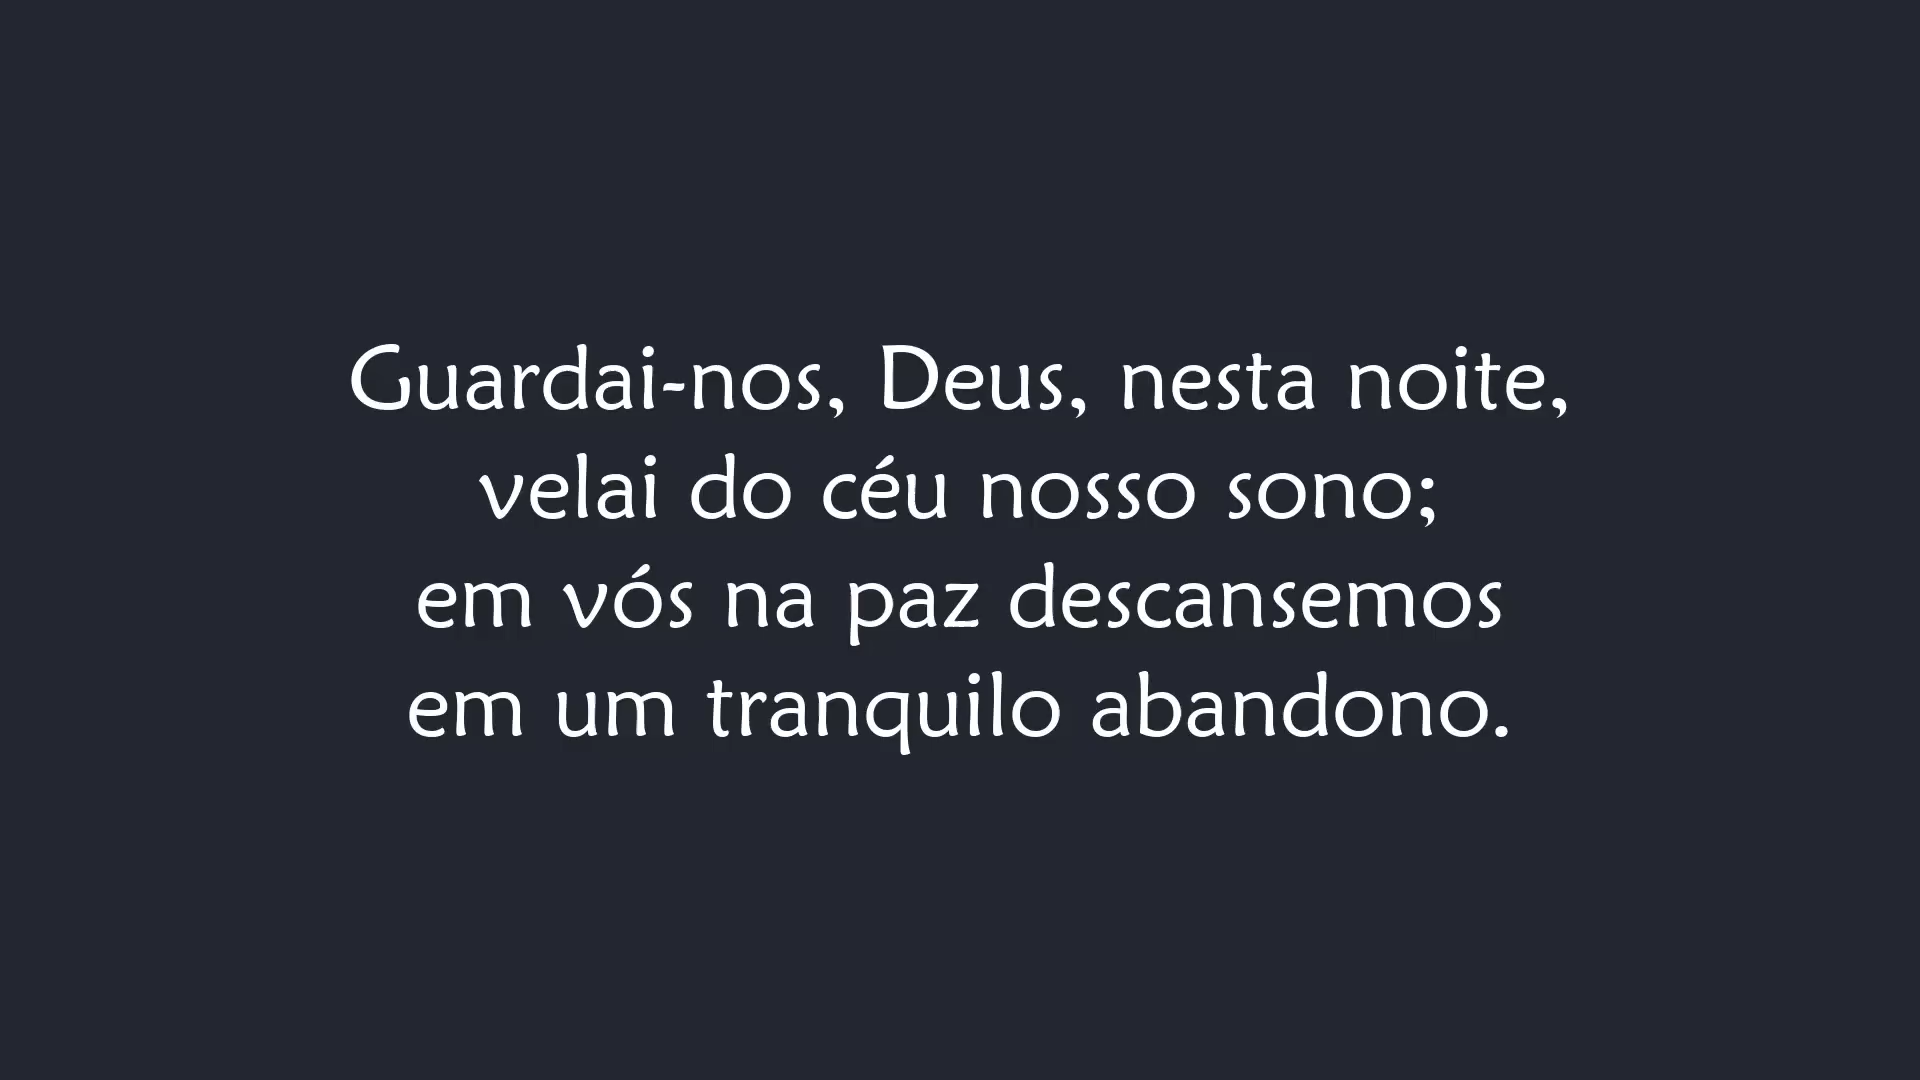 Guardai-nos, Deus, nesta noite,
velai do céu nosso sono;
em vós na paz descansemos
em um tranquilo abandono.